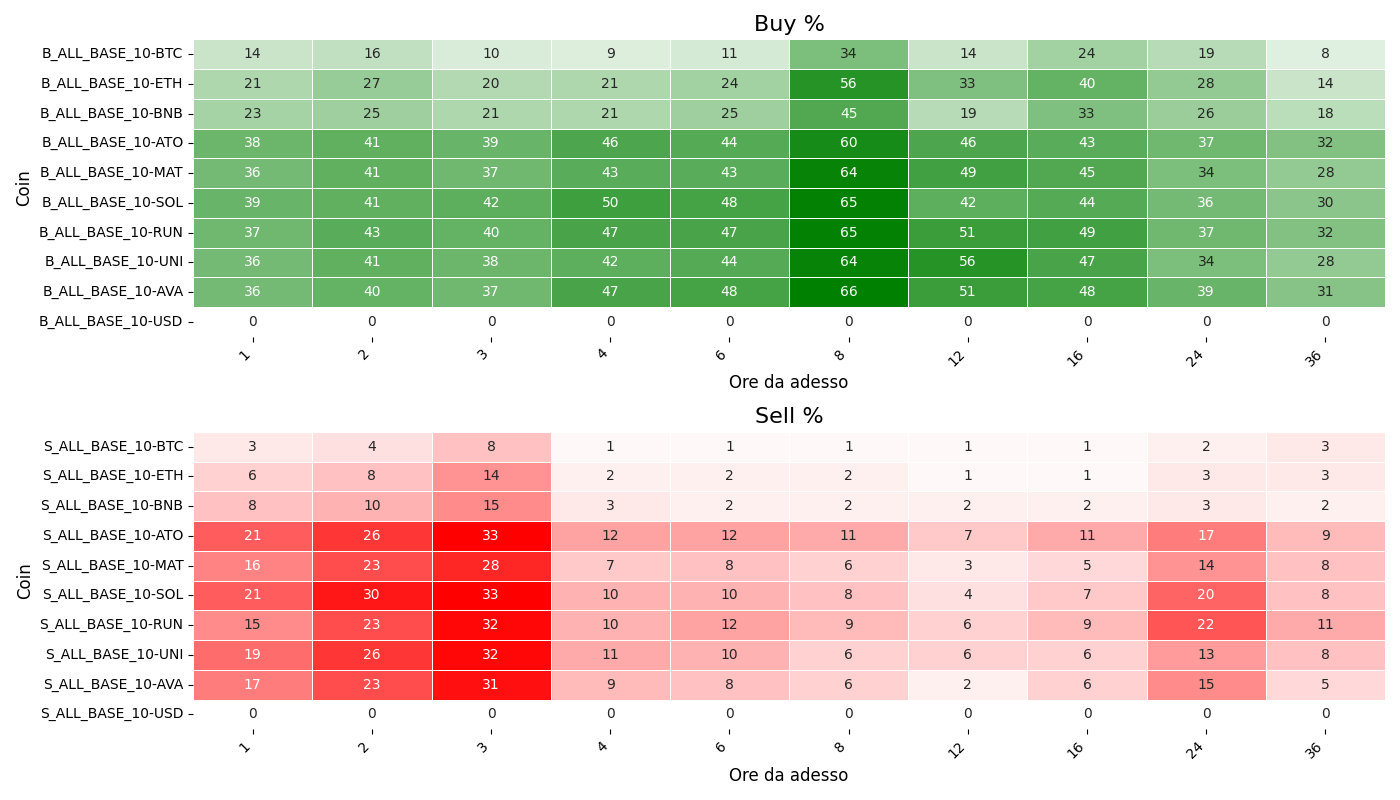 Buy %
Coin
B_ALL_BASE_10-BTC 14 16 10 9 11 34 14 24 19 8
B_ALL_BASE_10-ETH 21 27 20 21 24 56 33 40 28 14
B_ALL_BASE_10-BNB 23 25 21 21 25 45 19 33 26 18
B_ALL_BASE_10-ATO 38 41 39 46 44 60 46 43 37 32
B_ALL_BASE_10-MAT 36 41 37 43 43 64 49 45 34 28
B_ALL_BASE_10-SOL 39 41 42 50 48 65 42 44 36 30
B_ALL_BASE_10-RUN 37 43 40 47 47 65 51 49 37 32
B_ALL_BASE_10-UNI 36 41 38 42 44 64 56 47 34 28
B_ALL_BASE_10-AVA 36 40 37 47 48 66 51 48 39 31
B_ALL_BASE_10-USD 0 0 0 0 0 0 0 0 0 0
1 2 3 4 6 8 12 16 24 36
Ore da adesso
Sell %
Coin
S_ALL_BASE_10-BTC 3 4 8 1 1 1 1 1 2 3
S_ALL_BASE_10-ETH 6 8 14 2 2 2 1 1 3 3
S_ALL_BASE_10-BNB 8 10 15 3 2 2 2 2 3 2
S_ALL_BASE_10-ATO 21 26 33 12 12 11 7 11 17 9
S_ALL_BASE_10-MAT 16 23 28 7 8 6 3 5 14 8
S_ALL_BASE_10-SOL 21 30 33 10 10 8 4 7 20 8
S_ALL_BASE_10-RUN 15 23 32 10 12 9 6 9 22 11
S_ALL_BASE_10-UNI 19 26 32 11 10 6 6 6 13 8
S_ALL_BASE_10-AVA 17 23 31 9 8 6 2 6 15 5
S_ALL_BASE_10-USD 0 0 0 0 0 0 0 0 0 0
1 2 3 4 6 8 12 16 24 36
Ore da adesso